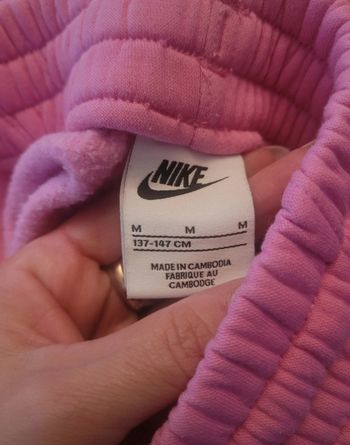 NIKE
M M M
137-147 CM
MADE IN CAMBODIA
FABRIQUE AU
CAMBODGE